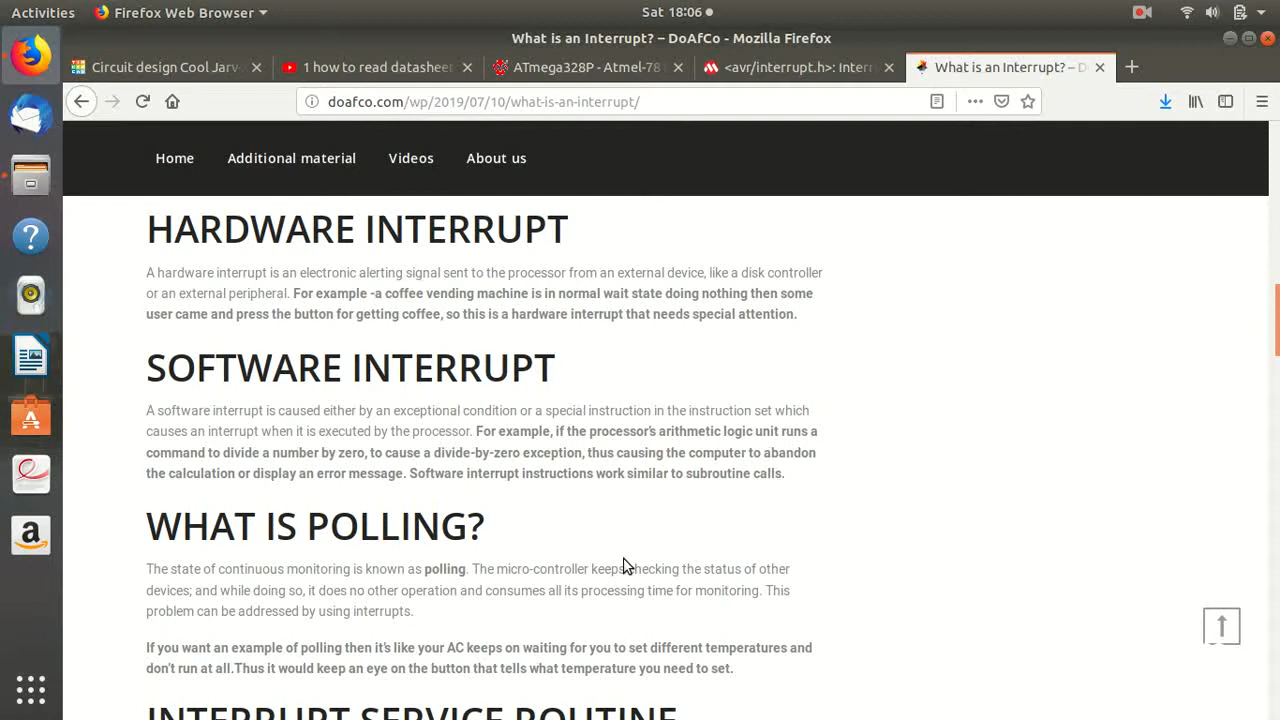 Activities
Firefox Web Browser
Sat 18:06
What is an Interrupt? – DoAfCo - Mozilla Firefox
Circuit design Cool Jarv
1 how to read datashee
ATmega328P - Atmel-78
<avr/interrupt.h>: Inter
What is an Interrupt? – D
doafco.com/wp/2019/07/10/what-is-an-interrupt/
Home
Additional material
Videos
About us
HARDWARE INTERRUPT
A hardware interrupt is an electronic alerting signal sent to the processor from an external device, like a disk controller
or an external peripheral. For example -a coffee vending machine is in normal wait state doing nothing then some
user came and press the button for getting coffee, so this is a hardware interrupt that needs special attention.
SOFTWARE INTERRUPT
A software interrupt is caused either by an exceptional condition or a special instruction in the instruction set which
causes an interrupt when it is executed by the processor. For example, if the processor's arithmetic logic unit runs a
command to divide a number by zero, to cause a divide-by-zero exception, thus causing the computer to abandon
the calculation or display an error message. Software interrupt instructions work similar to subroutine calls.
WHAT IS POLLING?
The state of continuous monitoring is known as polling. The micro-controller keeps checking the status of other
devices; and while doing so, it does no other operation and consumes all its processing time for monitoring. This
problem can be addressed by using interrupts.
If you want an example of polling then it's like your AC keeps on waiting for you to set different temperatures and
don't run at all.Thus it would keep an eye on the button that tells what temperature you need to set.
INTERRUPT SERVICE ROUTINE